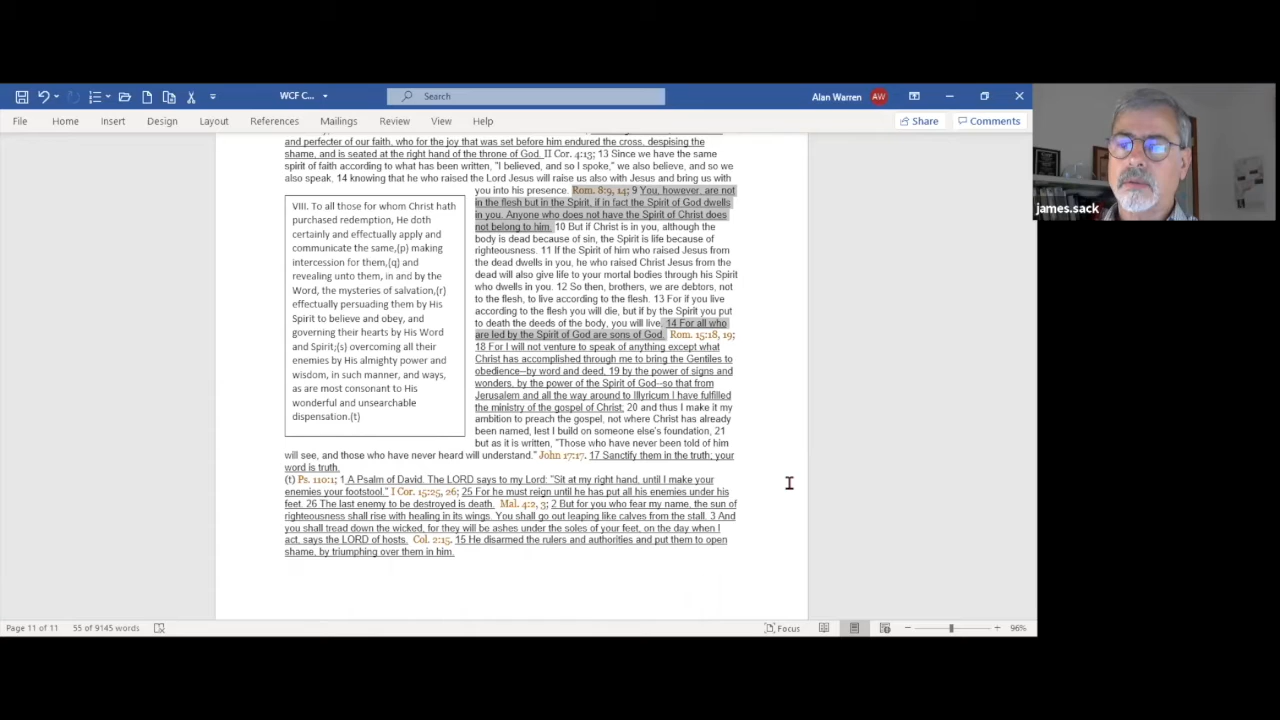 WCF C...
Search
Alan Warren AW
File Home Insert Design Layout References Mailings Review View Help
Share Comments
and perfecter of our faith, who for the joy that was set before him endured the cross, despising the
shame, and is seated at the right hand of the throne of God. II Cor. 4:13; 13 Since we have the same
spirit of faith according to what has been written, "I believed, and so I spoke," we also believe, and so we
also speak. 14 knowing that he who raised the Lord Jesus will raise us also with Jesus and bring us with
you into his presence. Rom. 8:9, 14; 9 You, however, are not
in the flesh but in the Spirit, if in fact the Spirit of God dwells
in you. Anyone who does not have the Spirit of Christ does
not belong to him. 10 But if Christ is in you, although the
body is dead because of sin, the Spirit is life because of
righteousness. 11 If the Spirit of him who raised Jesus from
the dead dwells in you, he who raised Christ Jesus from the
dead will also give life to your mortal bodies through his Spirit
who dwells in you. 12 So then, brothers, we are debtors, not
to the flesh, to live according to the flesh. 13 For if you live
according to the flesh you will die, but if by the Spirit you put
to death the deeds of the body, you will live. 14 For all who
are led by the Spirit of God are sons of God. Rom. 15:18, 19;
18 For I will not venture to speak of anything except what
Christ has accomplished through me to bring the Gentiles to
obedience--by word and deed, 19 by the power of signs and
wonders, by the power of the Spirit of God--so that from
Jerusalem and all the way around to Illyricum I have fulfilled
the ministry of the gospel of Christ; 20 and thus I make it my
ambition to preach the gospel, not where Christ has already
been named, lest I build on someone else's foundation, 21
but as it is written, "Those who have never been told of him
will see, and those who have never heard will understand." John 17:17. 17 Sanctify them in the truth; your
word is truth.
(t) Ps. 110:1; 1 A Psalm of David. The LORD says to my Lord: "Sit at my right hand, until I make your
enemies your footstool." I Cor. 15:25, 26; 25 For he must reign until he has put all his enemies under his
feet. 26 The last enemy to be destroyed is death. Mal. 4:2, 3; 2 But for you who fear my name, the sun of
righteousness shall rise with healing in its wings. You shall go out leaping like calves from the stall. 3 And
you shall tread down the wicked, for they will be ashes under the soles of your feet, on the day when I
act, says the LORD of hosts. Col. 2:15. 15 He disarmed the rulers and authorities and put them to open
shame, by triumphing over them in him.
VIII. To all those for whom Christ hath
purchased redemption, He doth
certainly and effectually apply and
communicate the same,(p) making
intercession for them,(q) and
revealing unto them, in and by the
Word, the mysteries of salvation,(r)
effectually persuading them by His
Spirit to believe and obey, and
governing their hearts by His Word
and Spirit;(s) overcoming all their
enemies by His almighty power and
wisdom, in such manner, and ways,
as are most consonant to His
wonderful and unsearchable
dispensation.(t)
james.sack
Page 11 of 11 55 of 9145 words
Focus
96%